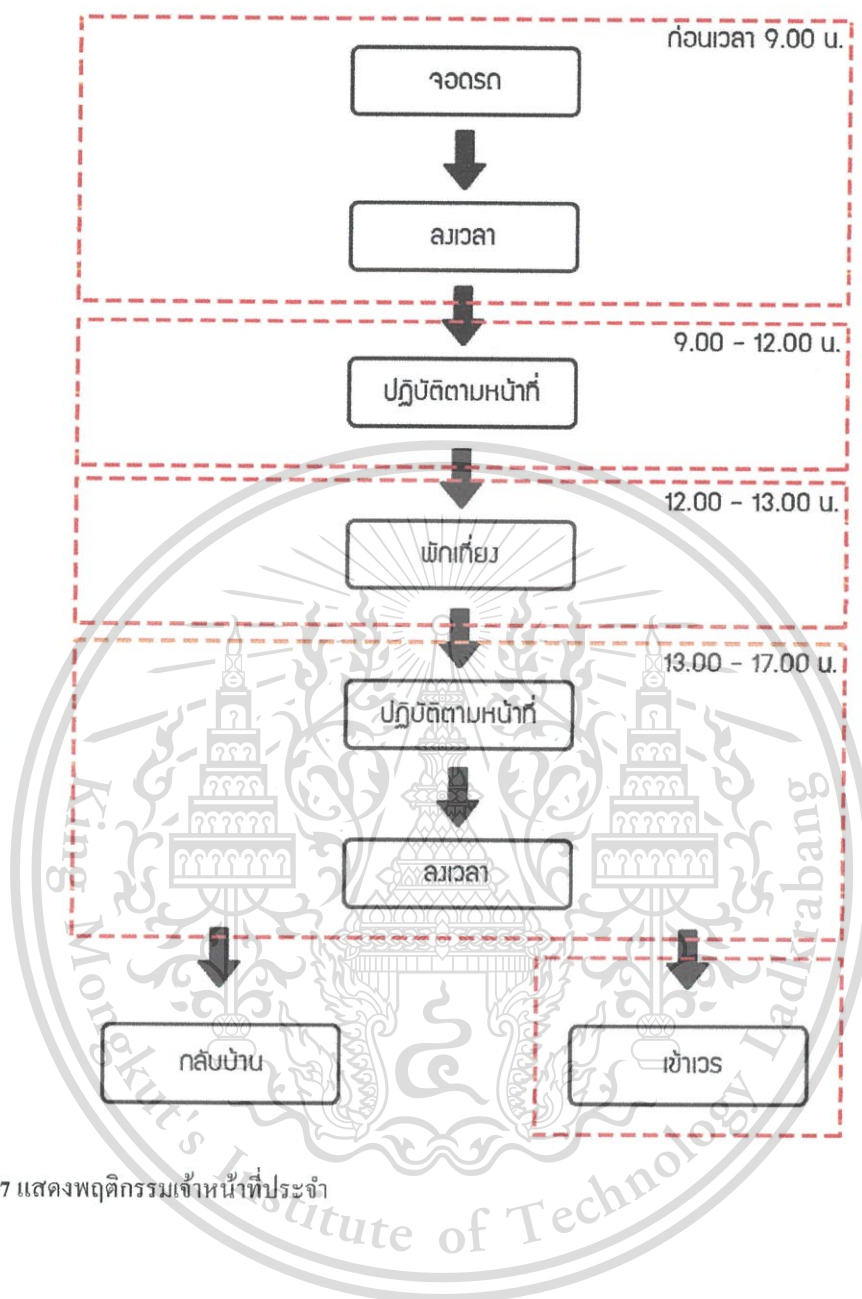 ก่อนเวลา 9.00 น.
จอดรถ
ลงเวลา
9.00 - 12.00 น.
ปฏิบัติตามหน้าที่
12.00 - 13.00 น.
พักเที่ยง
13.00 - 17.00 น.
ปฏิบัติตามหน้าที่
ลงเวลา
กลับบ้าน
เข้าเวร
7 แสดงพฤติกรรมเจ้าหน้าที่ประจำ
King Mongkut's Institute of Technology Ladkrabang